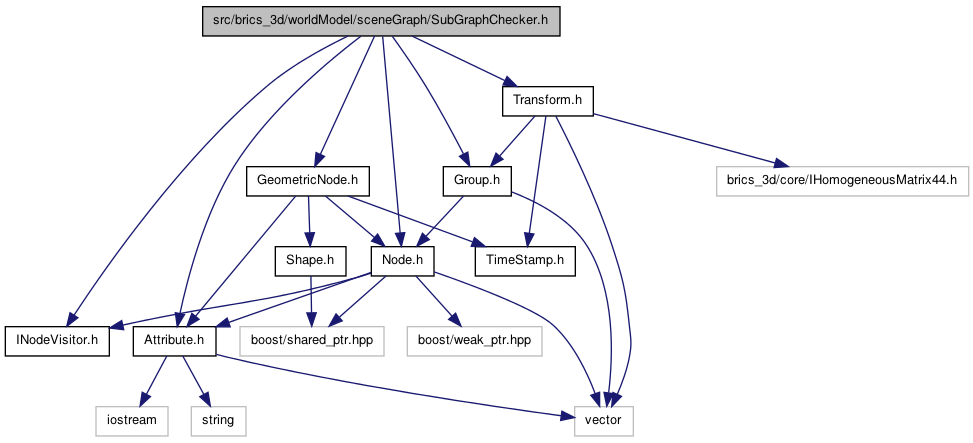 src/brics_3d/worldModel/sceneGraph/SubGraphChecker.h
Transform.h
GeometricNode.h
Group.h
brics_3d/core/IHomogeneousMatrix44.h
Shape.h
Node.h
TimeStamp.h
INodeVisitor.h
Attribute.h
boost/shared_ptr.hpp
boost/weak_ptr.hpp
iostream
string
vector